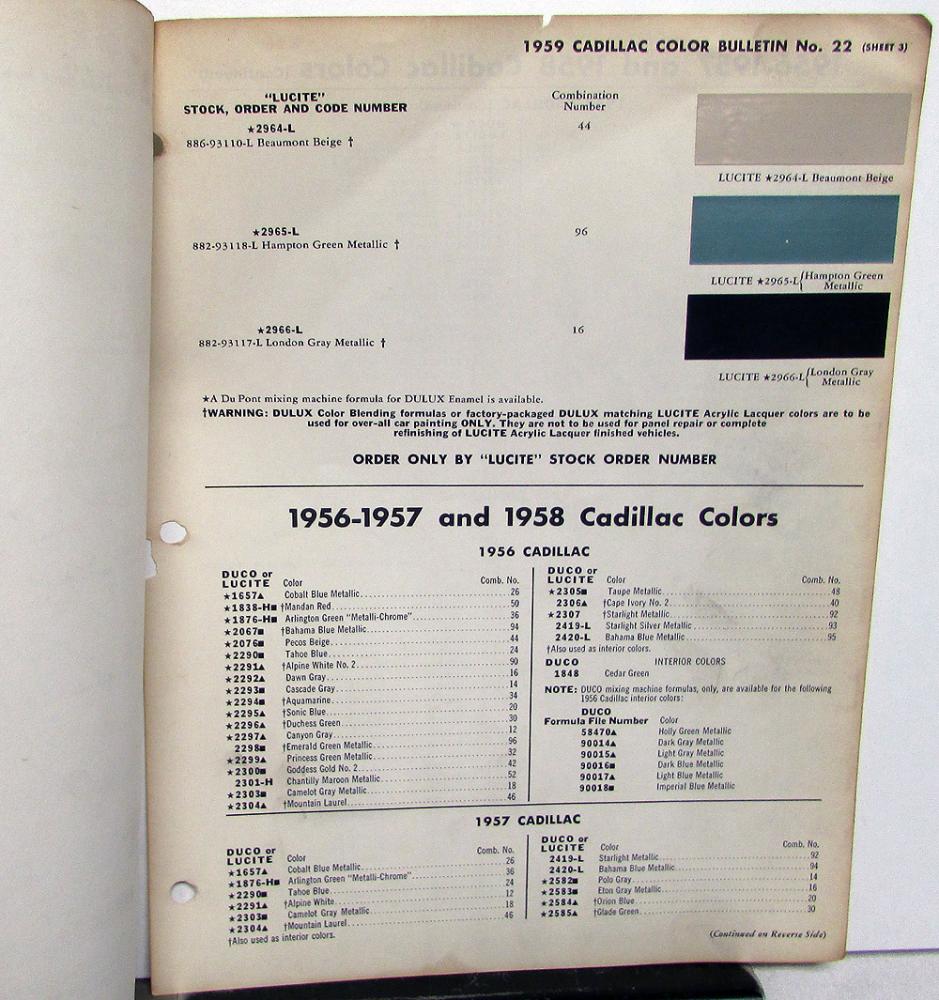 1959 CADILLAC COLOR BULLETIN No. 22 (SHEET 3)
"LUCITE"
STOCK, ORDER AND CODE NUMBER
Combination
Number
★2964-L
886-93110-L Beaumont Beige †
44
LUCITE ★2964-L Beaumont Beige
★2965-L
882-93118-L Hampton Green Metallic †
96
LUCITE ★2965-L{Hampton Green
Metallic
★2966-L
882-93117-L London Gray Metallic †
16
LUCITE ★2966-L{London Gray
Metallic
★A Du Pont mixing machine formula for DULUX Enamel is available.
†WARNING: DULUX Color Blending formulas or factory-packaged DULUX matching LUCITE Acrylic Lacquer colors are to be
used for over-all car painting ONLY. They are not to be used for panel repair or complete
refinishing of LUCITE Acrylic Lacquer finished vehicles.
ORDER ONLY BY "LUCITE" STOCK ORDER NUMBER
1956-1957 and 1958 Cadillac Colors
1956 CADILLAC
DUCO or
LUCITE Color Comb. No.
★1657▲ Cobalt Blue Metallic 26
★1838-H■ †Mandan Red 50
★1876-H■ Arlington Green "Metalli-Chrome" 36
★2067■ †Bahama Blue Metallic 94
★2076■ Pecos Beige 44
★2290■ Tahoe Blue 24
★2291▲ †Alpine White No. 2 90
★2292▲ Dawn Gray 16
★2293■ Cascade Gray 14
★2294■ †Aquamarine 34
★2295▲ †Sonic Blue 20
★2296▲ †Duchess Green 30
★2297▲ Canyon Gray 12
2298■ †Emerald Green Metallic 96
★2299▲ Princess Green Metallic 32
★2300■ Goddess Gold No. 2 42
2301-H Chantilly Maroon Metallic 52
★2303■ Camelot Gray Metallic 18
★2304▲ †Mountain Laurel 46
DUCO or
LUCITE Color Comb. No.
★2305■ Taupe Metallic 48
2306▲ †Cape Ivory No. 2 40
★2307 †Starlight Metallic 92
2419-L Starlight Silver Metallic 93
2420-L Bahama Blue Metallic 95
†Also used as interior colors.
DUCO INTERIOR COLORS
1848 Cedar Green
NOTE: DUCO mixing machine formulas, only, are available for the following
1956 Cadillac interior colors:
DUCO
Formula File Number Color
58470▲ Holly Green Metallic
90014▲ Dark Gray Metallic
90015▲ Light Gray Metallic
90016■ Dark Blue Metallic
90017▲ Light Blue Metallic
90018■ Imperial Blue Metallic
1957 CADILLAC
DUCO or
LUCITE Color Comb. No.
★1657▲ Cobalt Blue Metallic 26
★1876-H■ Arlington Green "Metalli-Chrome" 36
★2290■ Tahoe Blue 24
★2291▲ †Alpine White 12
★2303■ Camelot Gray Metallic 18
★2304▲ †Mountain Laurel 46
†Also used as interior colors.
DUCO or
LUCITE Color Comb. No.
2419-L Starlight Metallic 92
2420-L Bahama Blue Metallic 94
★2582■ Polo Gray 14
★2583■ Eton Gray Metallic 16
★2584▲ †Orion Blue 20
★2585▲ †Glade Green 30
(Continued on Reverse Side)